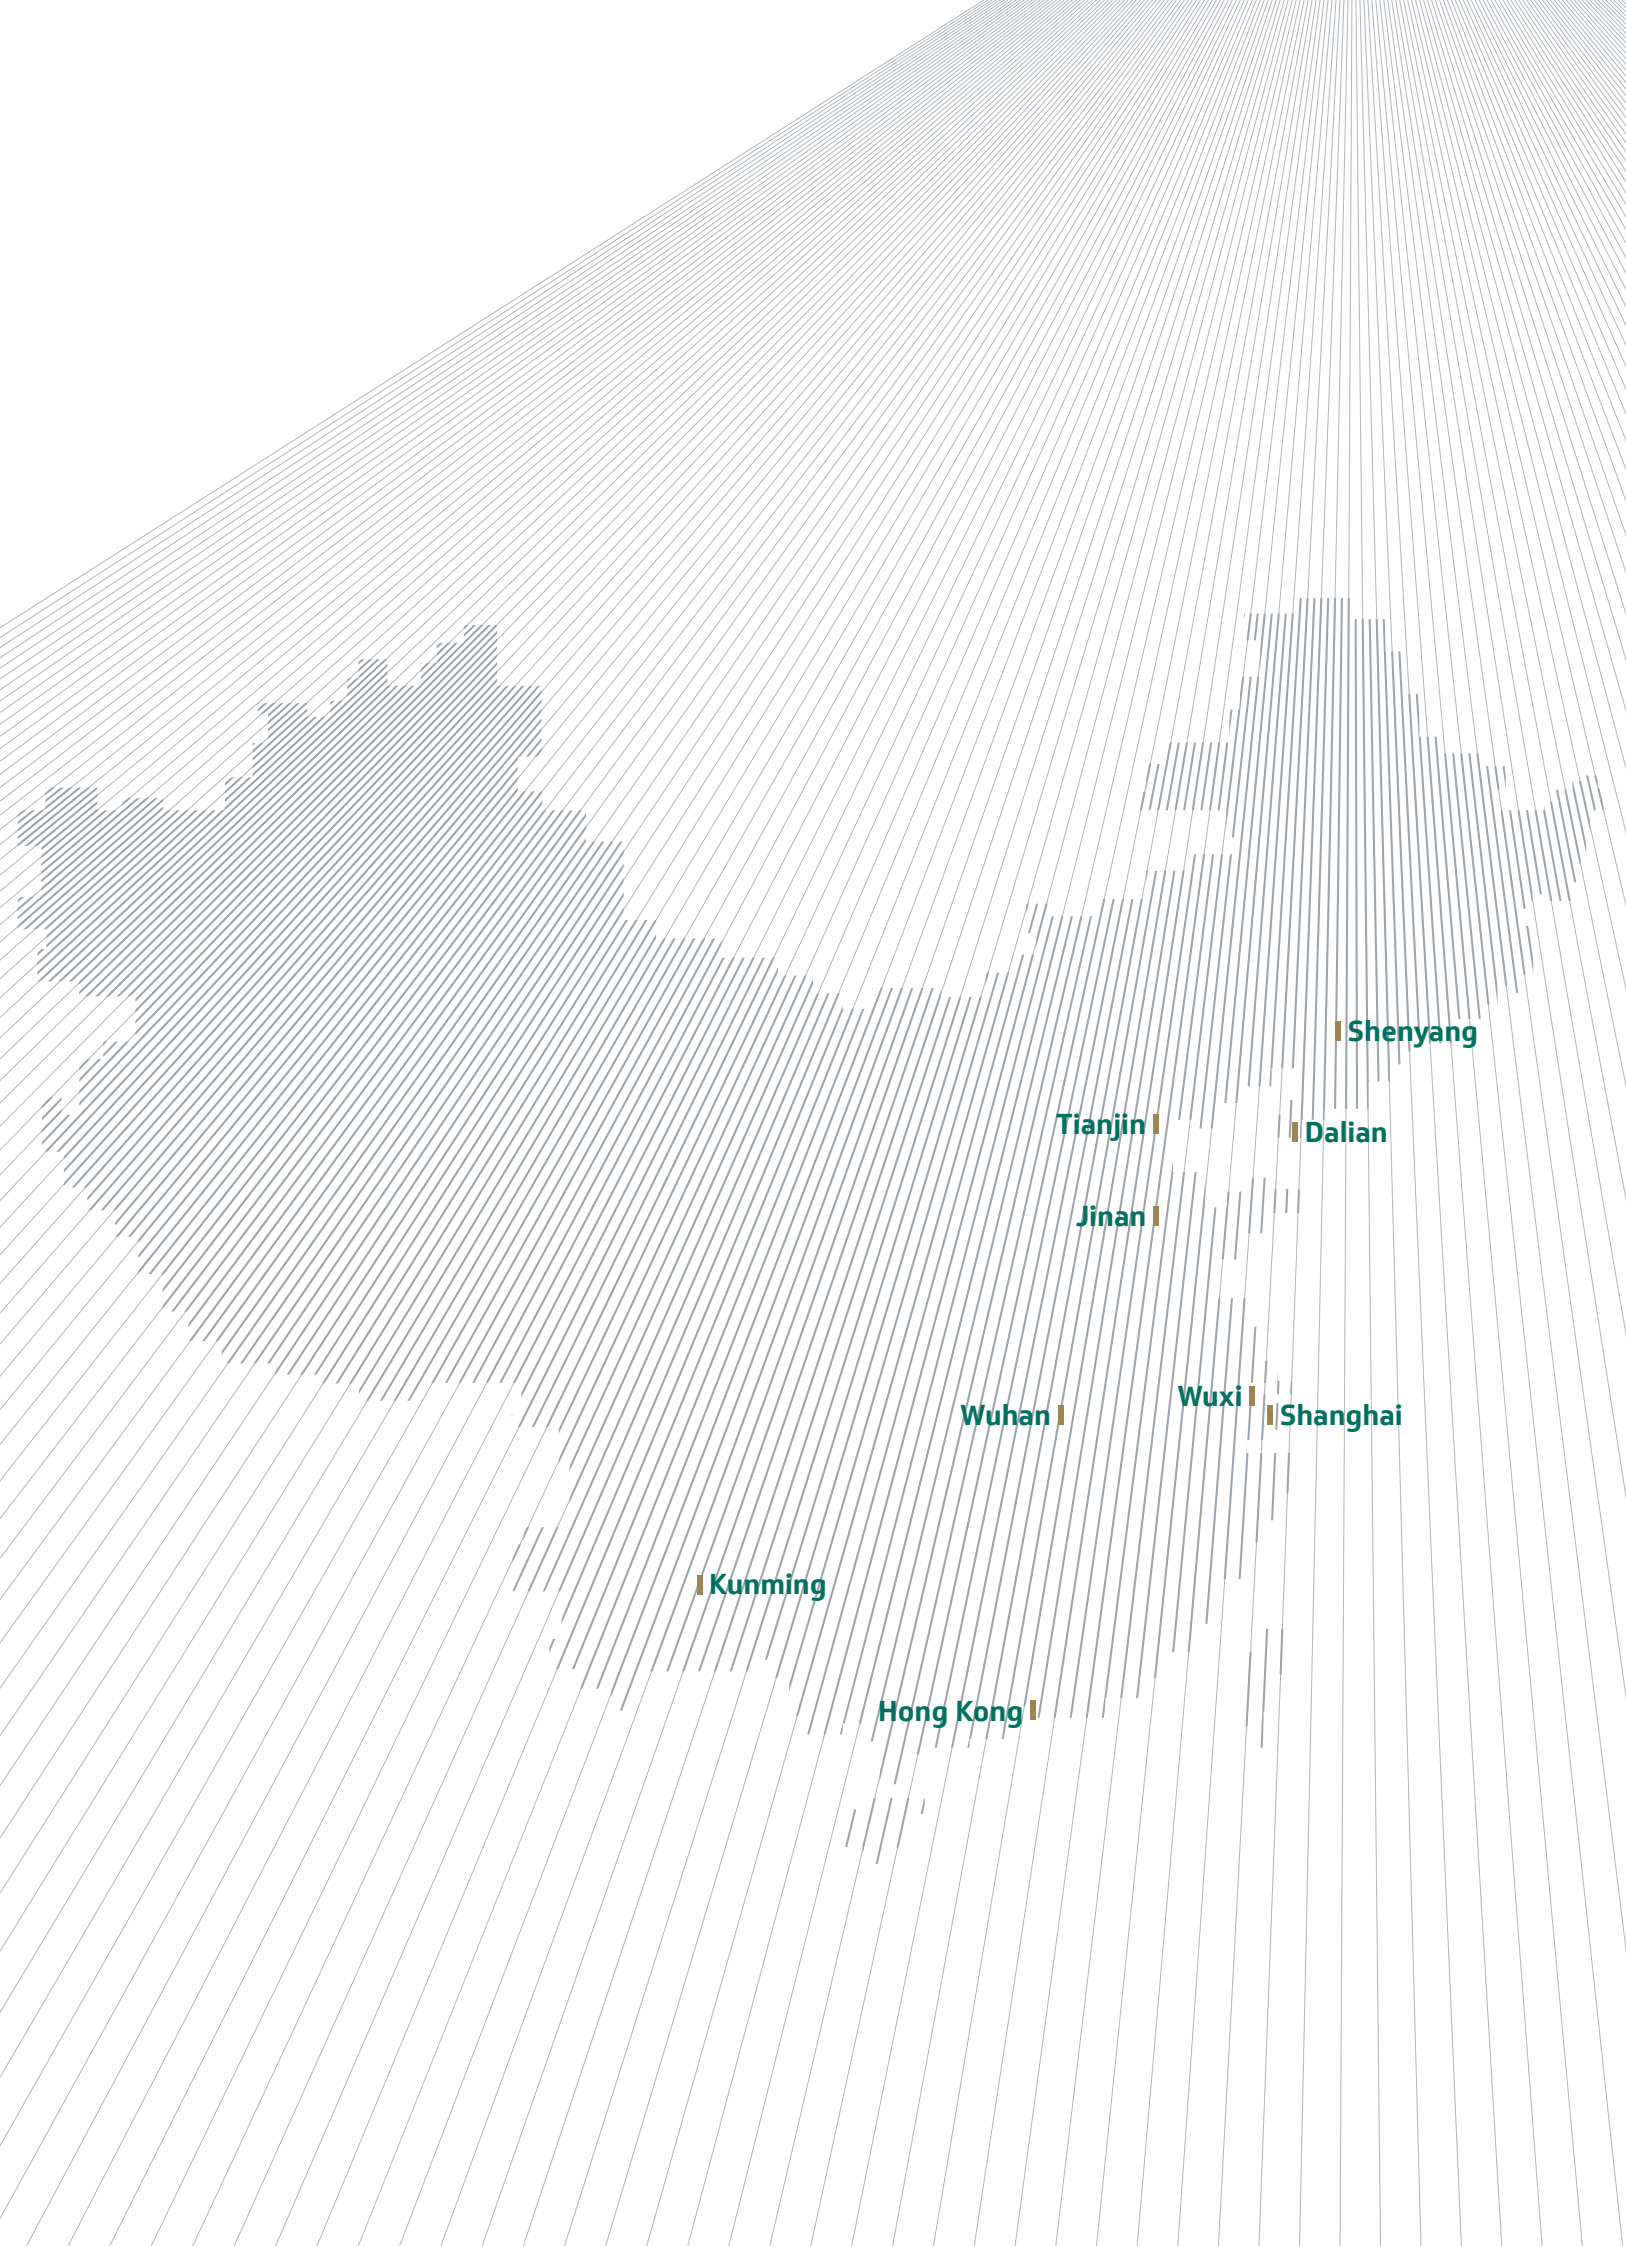 Shenyang
Tianjin
Dalian
Jinan
Wuxi
Wuhan
Shanghai
Kunming
Hong Kong